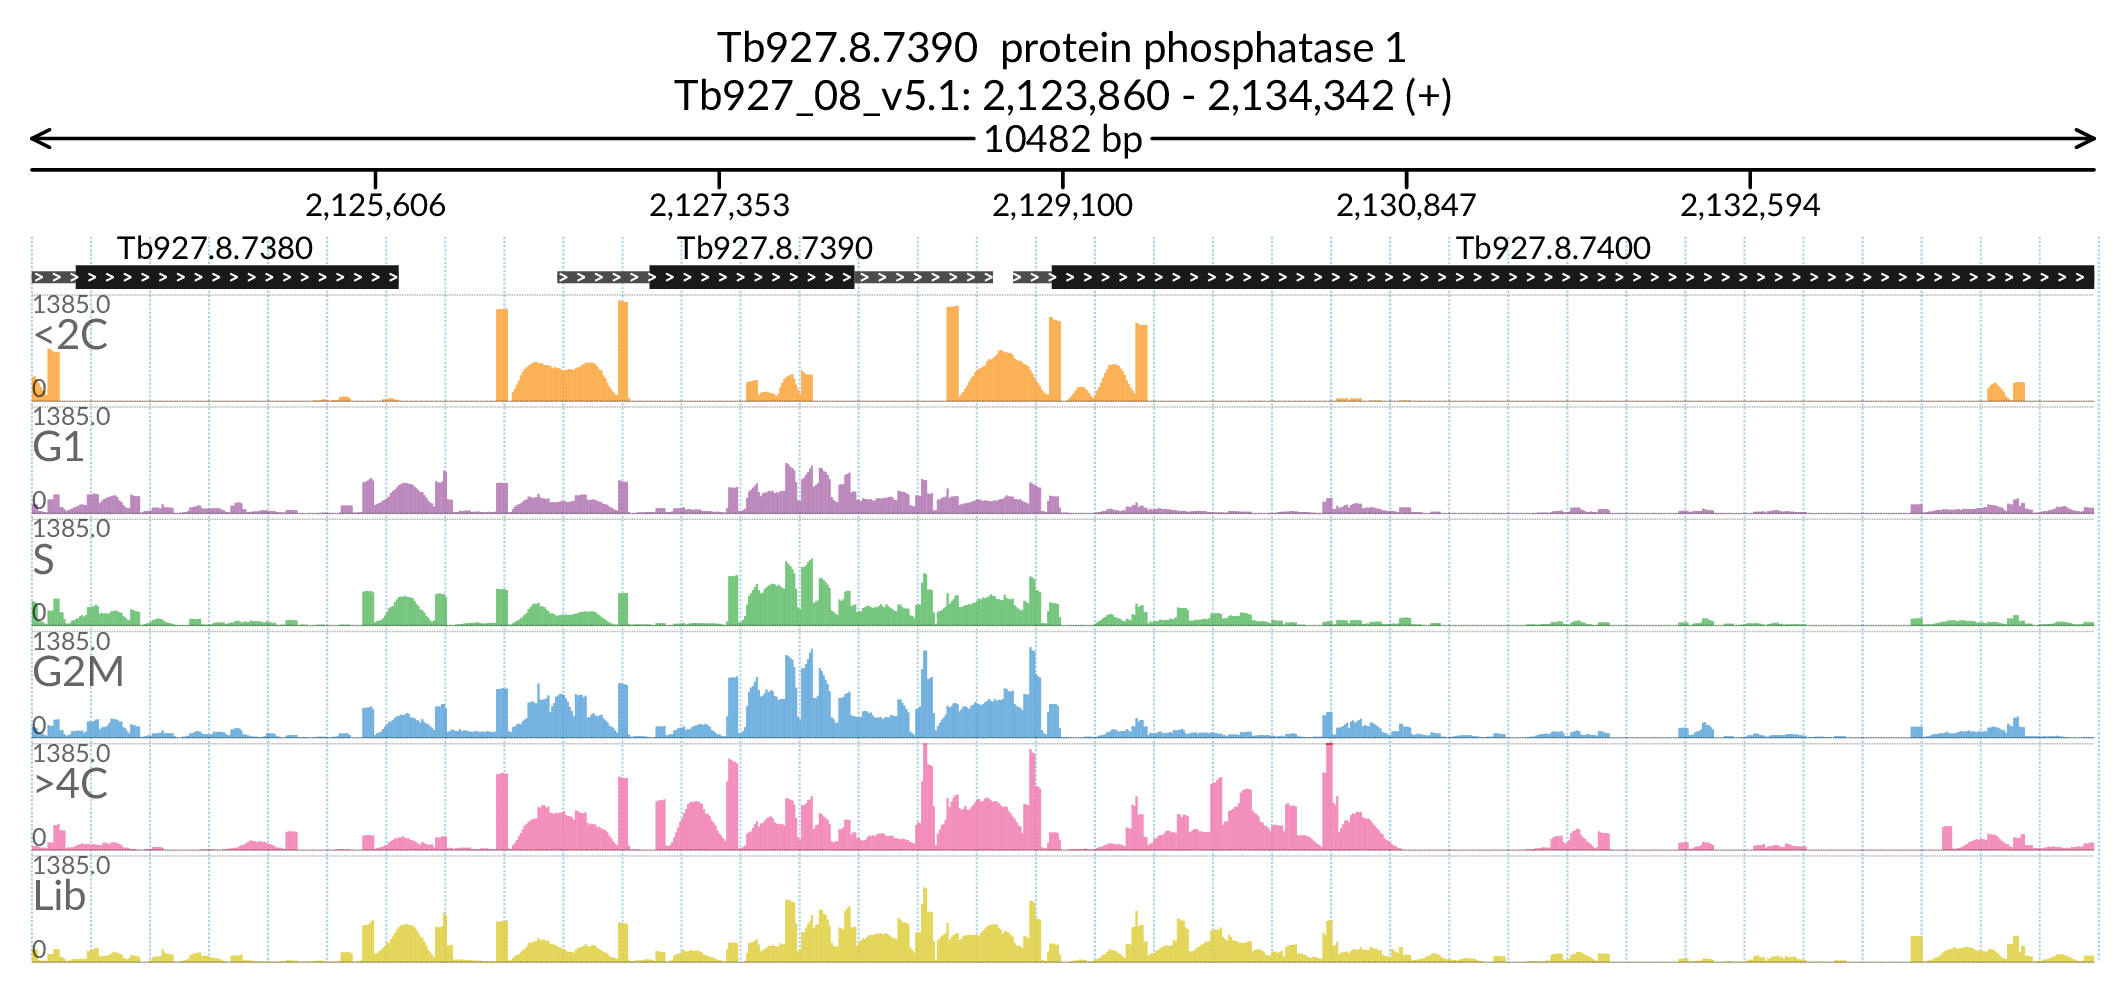 Tb927.8.7390  protein phosphatase 1
Tb927_08_v5.1: 2,123,860 - 2,134,342 (+)
10482 bp
2,125,606 2,127,353 2,129,100 2,130,847 2,132,594
Tb927.8.7380 Tb927.8.7390 Tb927.8.7400
1385.0
<2C
0
1385.0
G1
0
1385.0
S
0
1385.0
G2M
0
1385.0
>4C
0
1385.0
Lib
0